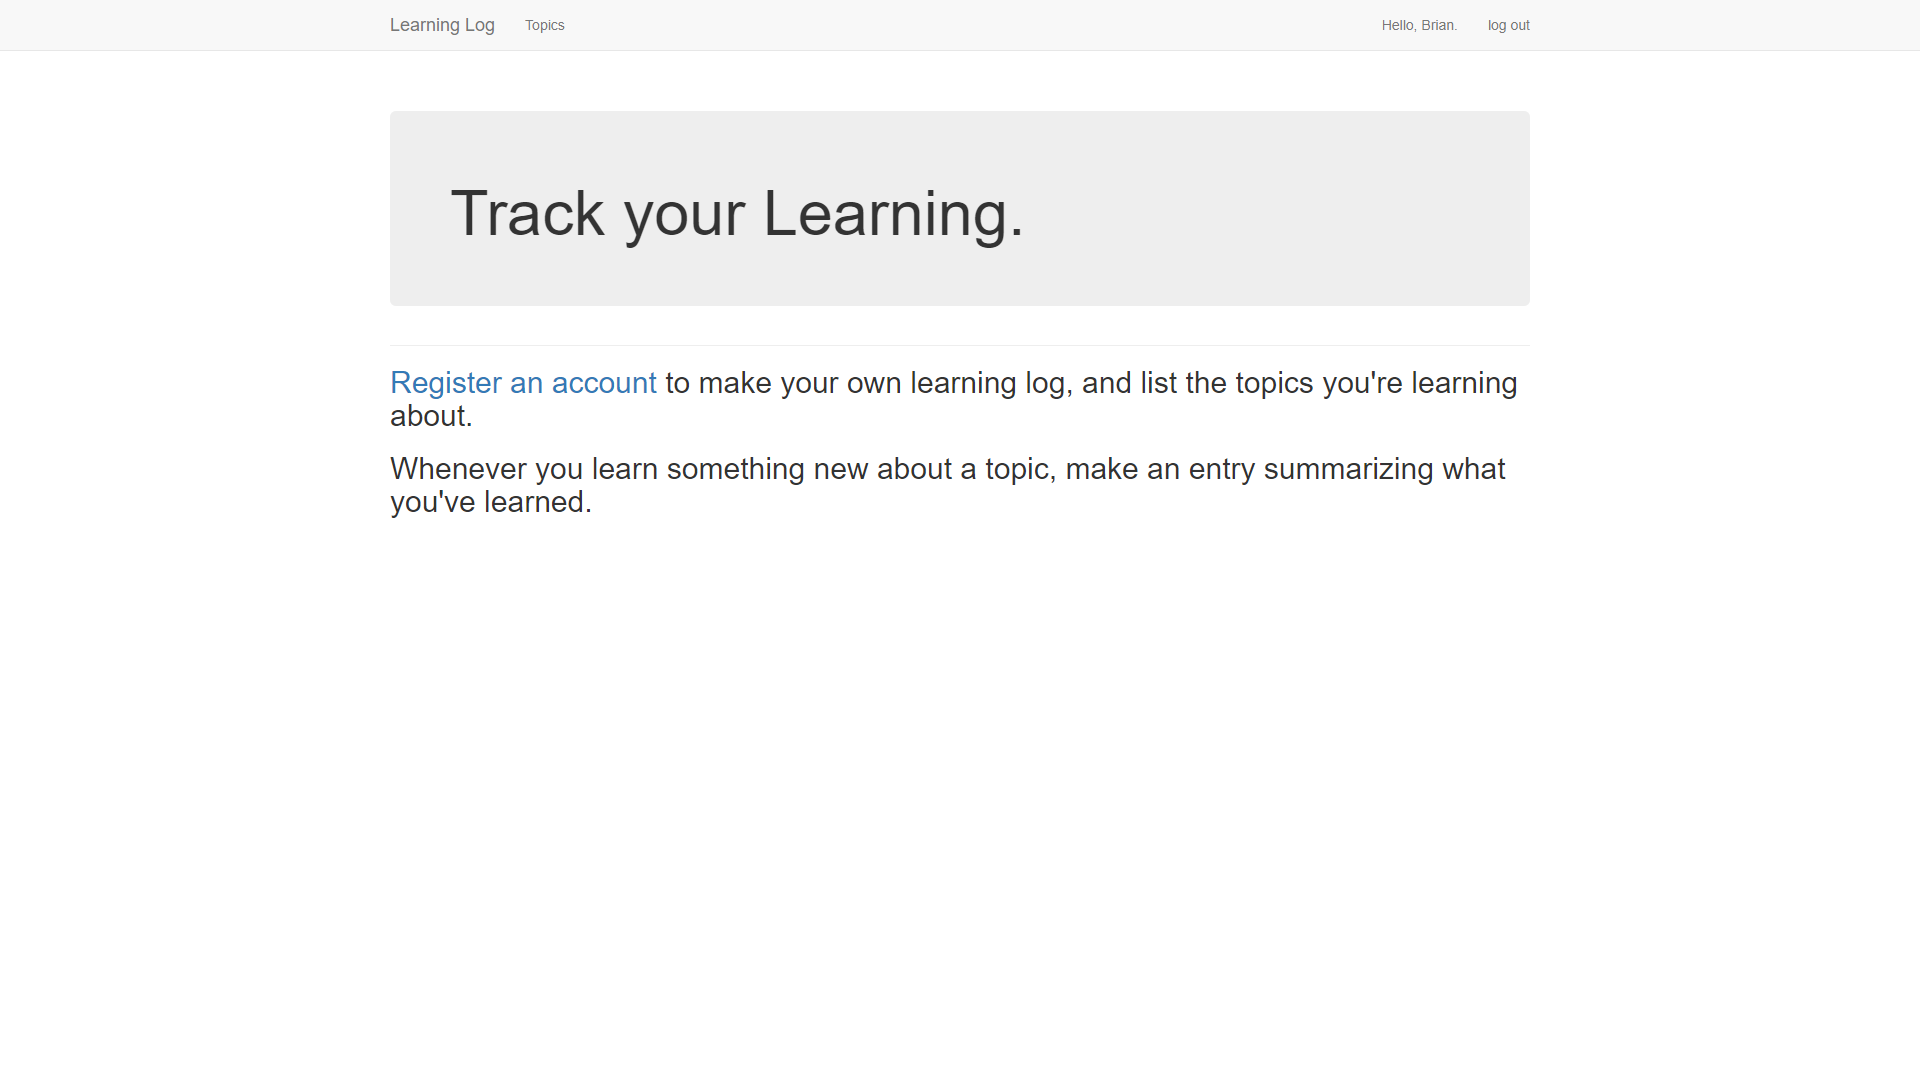 Learning Log Topics Hello, Brian. log out
Track your Learning.
Register an account to make your own learning log, and list the topics you're learning
about.
Whenever you learn something new about a topic, make an entry summarizing what
you've learned.